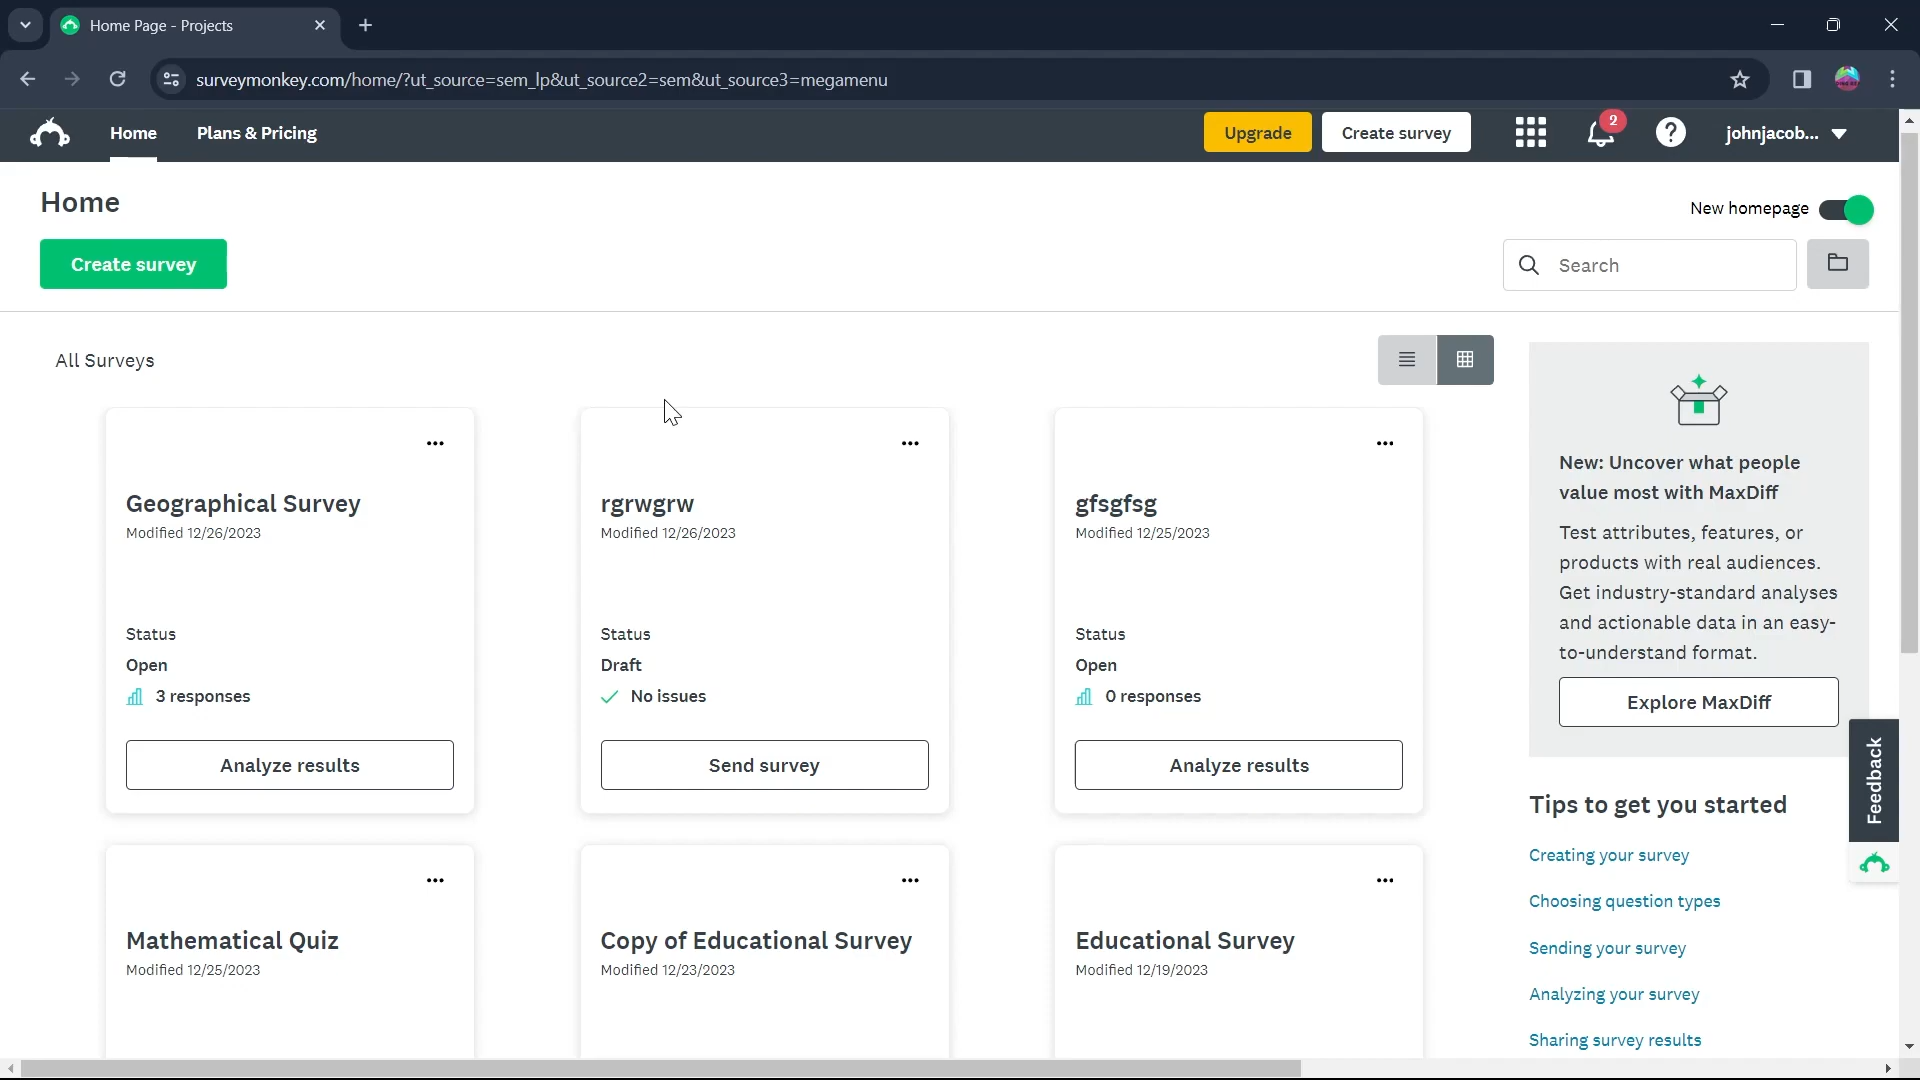 Home Page - Projects
surveymonkey.com/home/?ut_source=sem_lp&ut_source2=sem&ut_source3=megamenu
Home
Plans & Pricing
Upgrade
Create survey
2
johnjacob...
Home
New homepage
Create survey
Search
All Surveys
Geographical Survey
Modified 12/26/2023
Status
Open
3 responses
Analyze results
rgrwgrw
Modified 12/26/2023
Status
Draft
No issues
Send survey
gfsgfsg
Modified 12/25/2023
Status
Open
0 responses
Analyze results
New: Uncover what people
value most with MaxDiff
Test attributes, features, or
products with real audiences.
Get industry-standard analyses
and actionable data in an easy-
to-understand format.
Explore MaxDiff
Feedback
Mathematical Quiz
Modified 12/25/2023
Copy of Educational Survey
Modified 12/23/2023
Educational Survey
Modified 12/19/2023
Tips to get you started
Creating your survey
Choosing question types
Sending your survey
Analyzing your survey
Sharing survey results